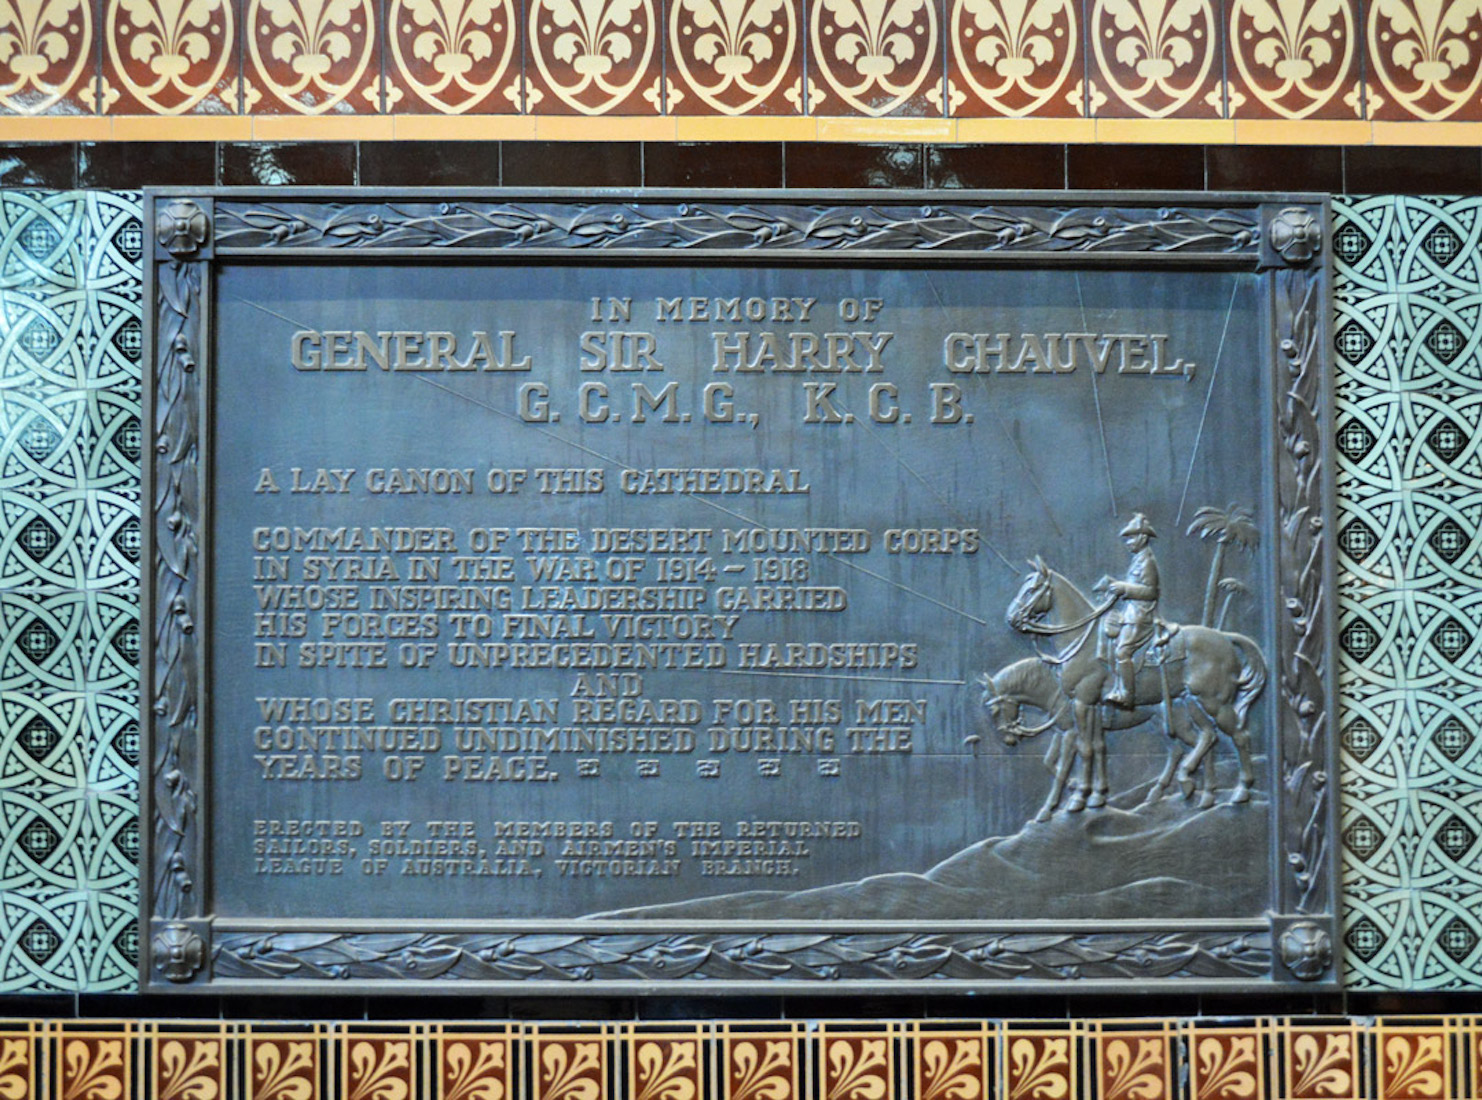 IN MEMORY OF
GENERAL SIR HARRY CHAUVEL,
G.C.M.G., K.C.B.
A LAY CANON OF THIS CATHEDRAL
COMMANDER OF THE DESERT MOUNTED CORPS
IN SYRIA IN THE WAR OF 1914 – 1918
WHOSE INSPIRING LEADERSHIP CARRIED
HIS FORCES TO FINAL VICTORY
IN SPITE OF UNPRECEDENTED HARDSHIPS
AND
WHOSE CHRISTIAN REGARD FOR HIS MEN
CONTINUED UNDIMINISHED DURING THE
YEARS OF PEACE.
ERECTED BY THE MEMBERS OF THE RETURNED
SAILORS, SOLDIERS, AND AIRMEN'S IMPERIAL
LEAGUE OF AUSTRALIA, VICTORIAN BRANCH.